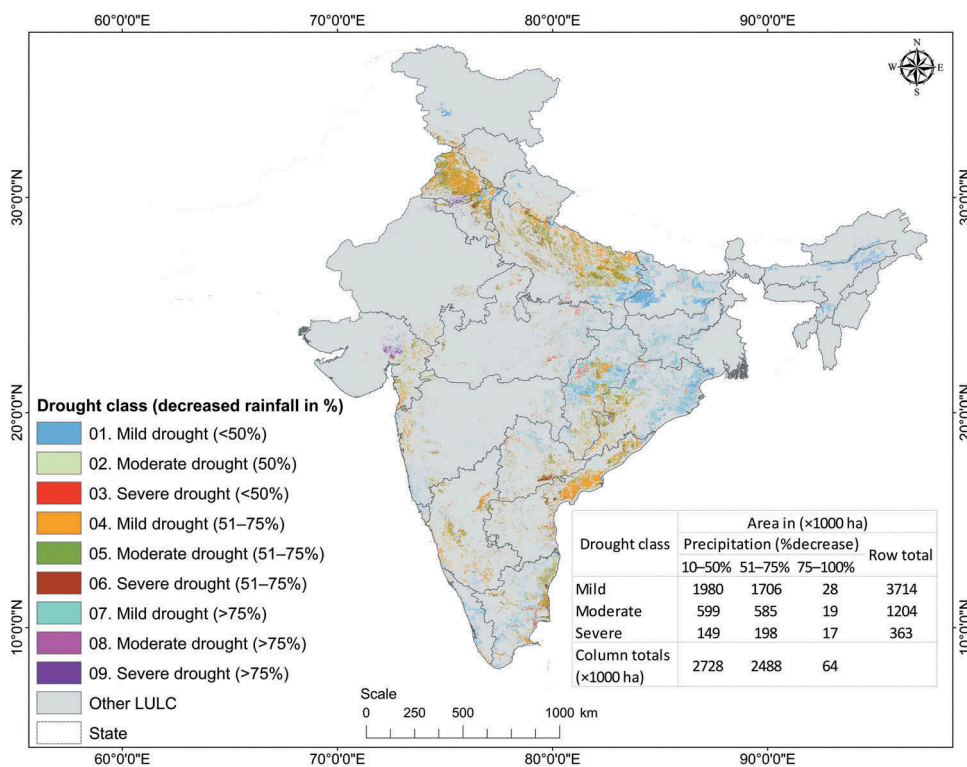 60°0'0"E 70°0'0"E 80°0'0"E 90°0'0"E
N
W E
S
30°0'0"N 30°0'0"N
20°0'0"N 20°0'0"N
10°0'0"N 10°0'0"N
Drought class (decreased rainfall in %)
01. Mild drought (<50%)
02. Moderate drought (50%)
03. Severe drought (<50%)
04. Mild drought (51–75%)
05. Moderate drought (51–75%)
06. Severe drought (51–75%)
07. Mild drought (>75%)
08. Moderate drought (>75%)
09. Severe drought (>75%)
Other LULC
State
Scale
0 250 500 1000 km
Area in (×1000 ha)
Drought class Precipitation (%decrease) Row total
10–50% 51–75% 75–100%
Mild 1980 1706 28 3714
Moderate 599 585 19 1204
Severe 149 198 17 363
Column totals
(×1000 ha) 2728 2488 64
60°0'0"E 70°0'0"E 80°0'0"E 90°0'0"E